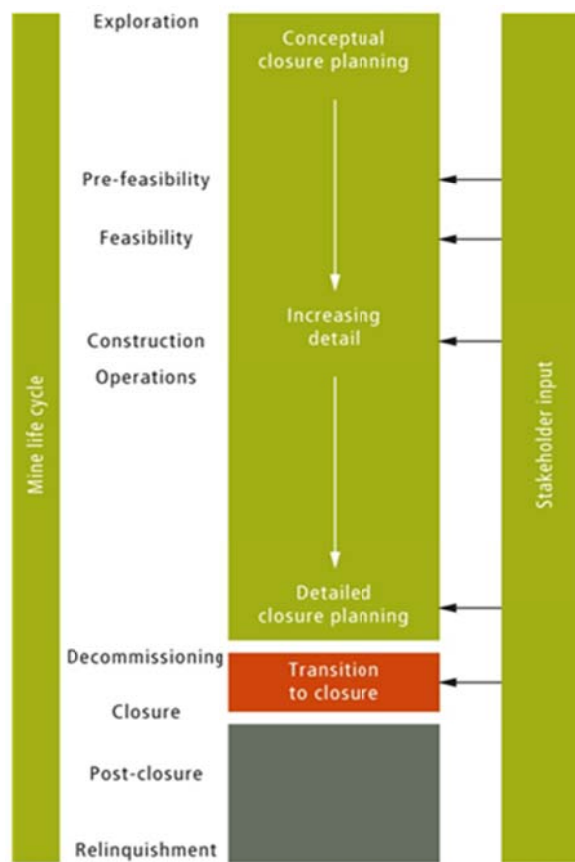 Exploration
Conceptual
closure planning
Pre-feasibility
Feasibility
Increasing
detail
Construction
Operations
Mine life cycle
Stakeholder input
Detailed
closure planning
Decommissioning
Transition
to closure
Closure
Post-closure
Relinquishment